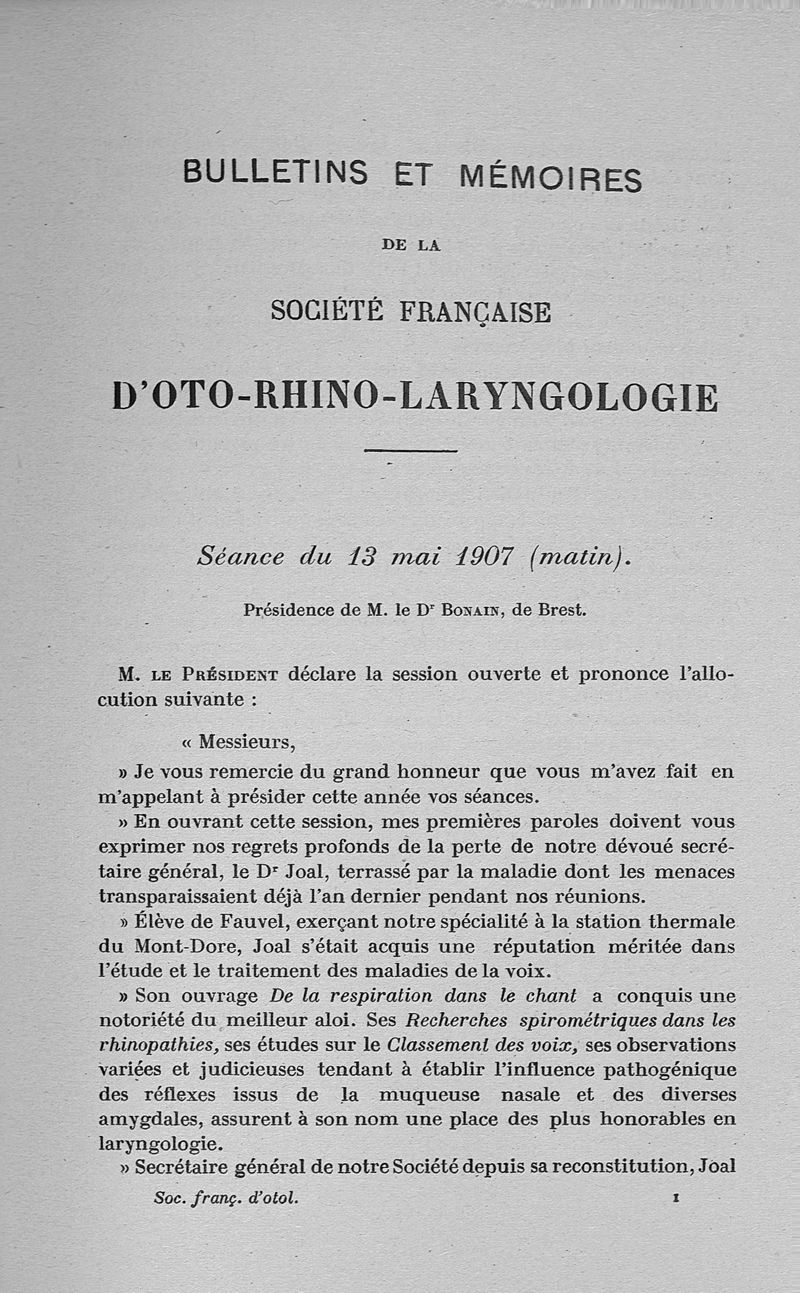 BULLETINS ET MÉMOIRES
DE LA
SOCIÉTÉ FRANÇAISE
D'OTO-RHINO-LARYNGOLOGIE
Séance du 13 mai 1907 (matin).
Présidence de M. le Dr Bonain, de Brest.
M. le Président déclare la session ouverte et prononce l'allo-
cution suivante :
« Messieurs,
» Je vous remercie du grand honneur que vous m'avez fait en
m'appelant à présider cette année vos séances.
» En ouvrant cette session, mes premières paroles doivent vous
exprimer nos regrets profonds de la perte de notre dévoué secré-
taire général, le Dr Joal, terrassé par la maladie dont les menaces
transparaissaient déjà l'an dernier pendant nos réunions.
» Élève de Fauvel, exerçant notre spécialité à la station thermale
du Mont-Dore, Joal s'était acquis une réputation méritée dans
l'étude et le traitement des maladies de la voix.
» Son ouvrage De la respiration dans le chant a conquis une
notoriété du meilleur aloi. Ses Recherches spirométriques dans les
rhinopathies, ses études sur le Classement des voix, ses observations
variées et judicieuses tendant à établir l'influence pathogénique
des réflexes issus de la muqueuse nasale et des diverses
amygdales, assurent à son nom une place des plus honorables en
laryngologie.
» Secrétaire général de notre Société depuis sa reconstitution, Joal
Soc. franç. d'otol. 1